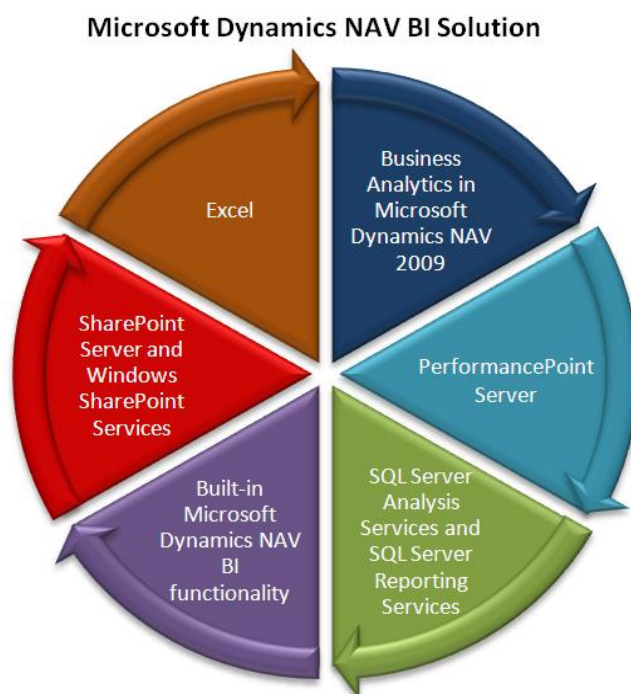 Microsoft Dynamics NAV BI Solution
Business
Analytics in
Microsoft
Dynamics NAV
2009
PerformancePoint
Server
SQL Server
Analysis
Services and
SQL Server
Reporting
Services
Built-in
Microsoft
Dynamics NAV
BI
functionality
SharePoint
Server and
Windows
SharePoint
Services
Excel